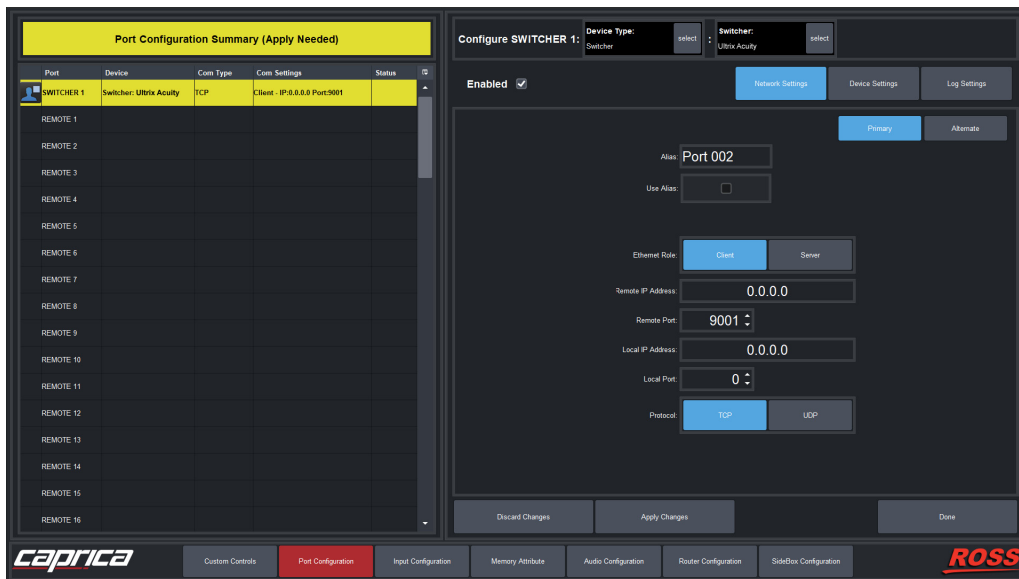 Port Configuration Summary (Apply Needed)
Port Device Com Type Com Settings Status
SWITCHER 1 Switcher: Ultrix Acuity TCP Client - IP:0.0.0.0 Port:9001
REMOTE 1
REMOTE 2
REMOTE 3
REMOTE 4
REMOTE 5
REMOTE 6
REMOTE 7
REMOTE 8
REMOTE 9
REMOTE 10
REMOTE 11
REMOTE 12
REMOTE 13
REMOTE 14
REMOTE 15
REMOTE 16
Configure SWITCHER 1: Device Type: Switcher select : Switcher: Ultrix Acuity select
Enabled Network Settings Device Settings Log Settings
Primary Alternate
Alias: Port 002
Use Alias:
Ethernet Role: Client Server
Remote IP Address: 0.0.0.0
Remote Port: 9001
Local IP Address: 0.0.0.0
Local Port: 0
Protocol: TCP UDP
Discard Changes Apply Changes Done
caprica Custom Controls Port Configuration Input Configuration Memory Attribute Audio Configuration Router Configuration SideBox Configuration ROSS